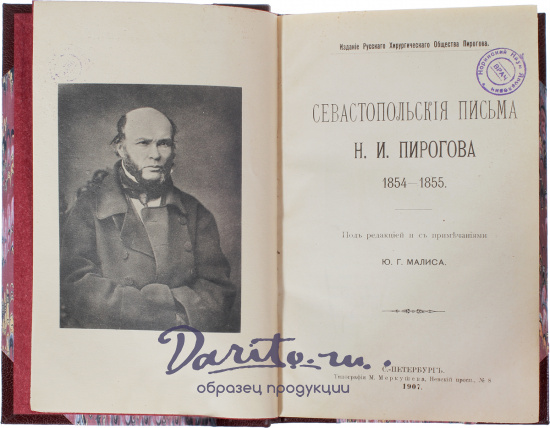 Изданіе Русскаго Хирургическаго Общества Пирогова.
СЕВАСТОПОЛЬСКІЯ ПИСЬМА
Н. И. ПИРОГОВА
1854—1855.
Подъ редакціей и съ примѣчаніями
Ю. Г. МАЛИСА.
С.-ПЕТЕРБУРГЪ.
Типографія М. Меркушева, Невскій просп., № 8
1907.
ВРАЧ
Darito.ru
образец продукции